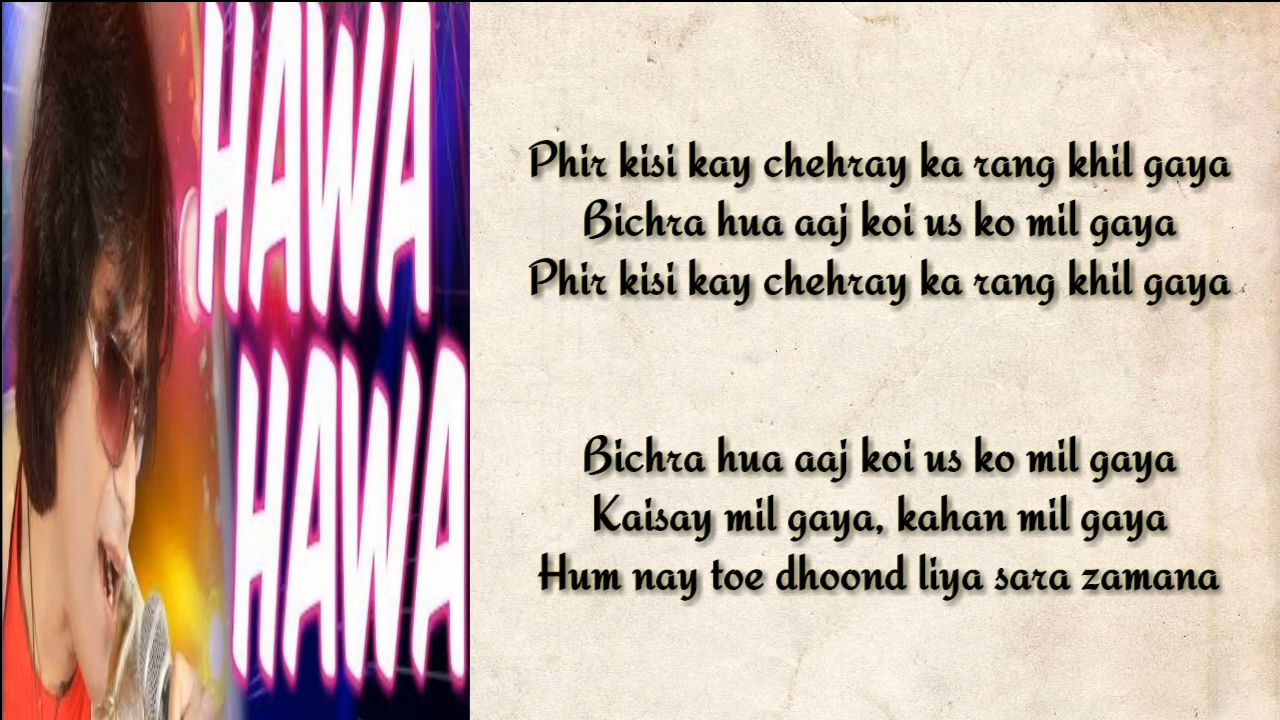 HAWA
HAWA
Phir kisi kay chehray ka rang khil gaya
Bichra hua aaj koi us ko mil gaya
Phir kisi kay chehray ka rang khil gaya
Bichra hua aaj koi us ko mil gaya
Kaisay mil gaya, kahan mil gaya
Hum nay toe dhoond liya sara zamana